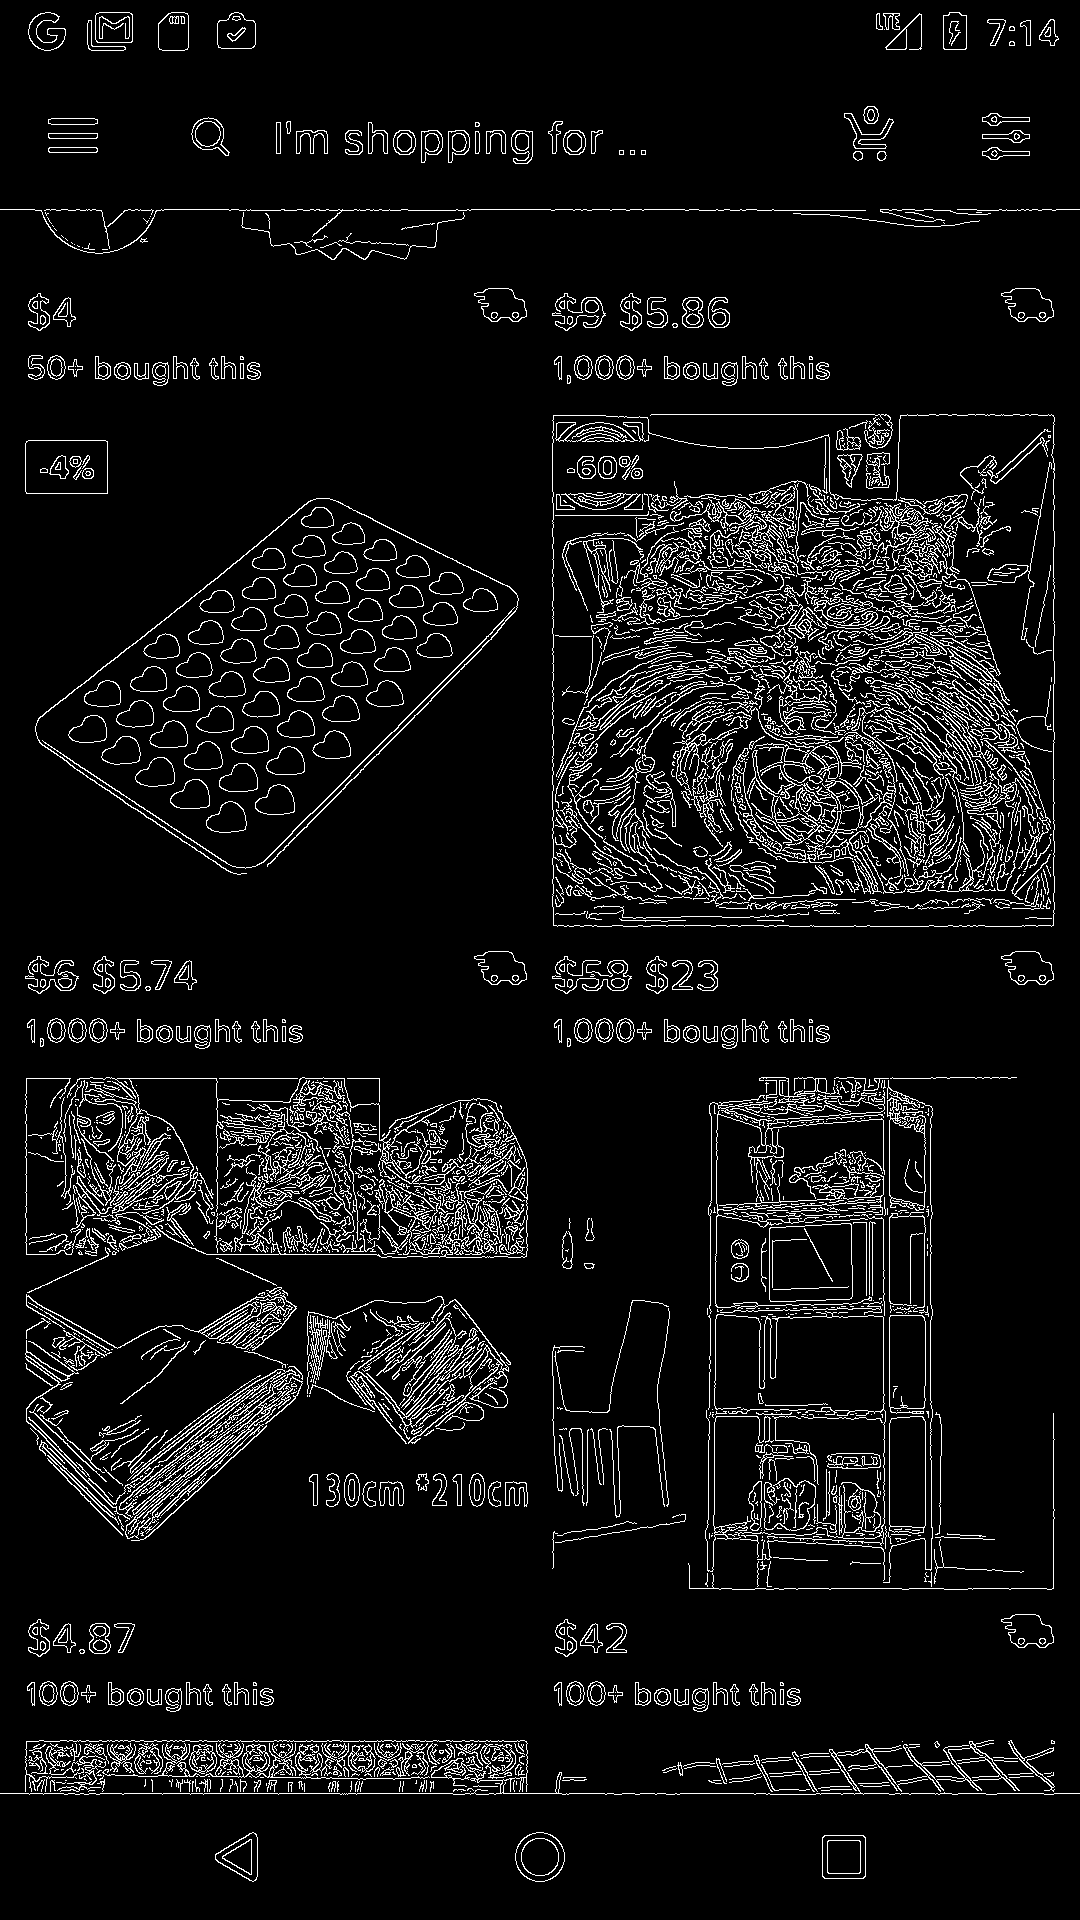 LTE 7:14
I'm shopping for ...
0
$4
50+ bought this
$9 $5.86
1,000+ bought this
-4%
-60%
$6 $5.74
1,000+ bought this
$58 $23
1,000+ bought this
130cm *210cm
$4.87
100+ bought this
$42
100+ bought this